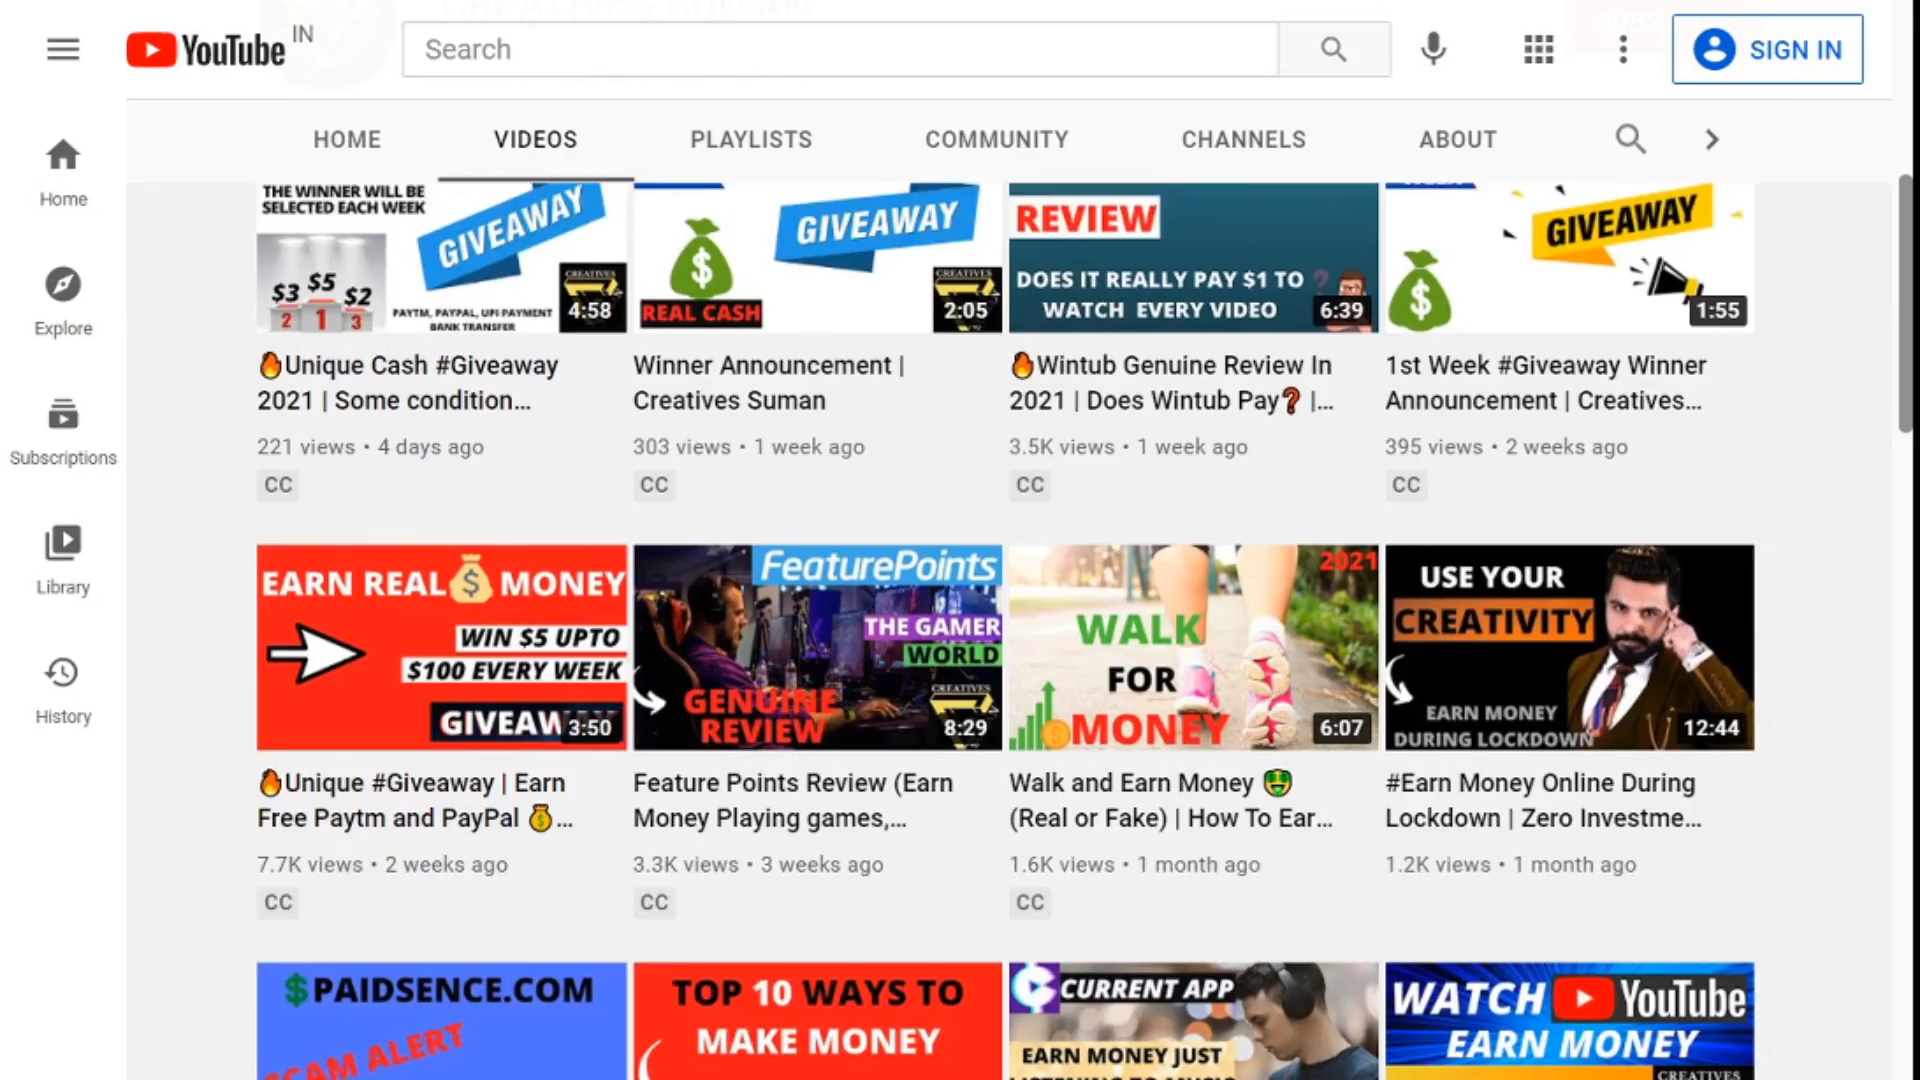 YouTube IN
Search
SIGN IN
HOME
VIDEOS
PLAYLISTS
COMMUNITY
CHANNELS
ABOUT
Home
Explore
Subscriptions
Library
History
THE WINNER WILL BE
SELECTED EACH WEEK
GIVEAWAY
$3 $5 $2
2 1 3
PAYTM, PAYPAL, UPI PAYMENT
BANK TRANSFER
CREATIVES
4:58
GIVEAWAY
REAL CASH
CREATIVES
2:05
REVIEW
DOES IT REALLY PAY $1 TO
WATCH EVERY VIDEO
6:39
GIVEAWAY
1:55
🔥Unique Cash #Giveaway
2021 | Some condition...
221 views • 4 days ago
CC
Winner Announcement |
Creatives Suman
303 views • 1 week ago
CC
🔥Wintub Genuine Review In
2021 | Does Wintub Pay❓ |...
3.5K views • 1 week ago
CC
1st Week #Giveaway Winner
Announcement | Creatives...
395 views • 2 weeks ago
CC
EARN REAL MONEY
WIN $5 UPTO
$100 EVERY WEEK
3:50
FeaturePoints
THE GAMER
WORLD
GENUINE
REVIEW
CREATIVES
8:29
2021
WALK
FOR
MONEY
6:07
USE YOUR
CREATIVITY
EARN MONEY
DURING LOCKDOWN
12:44
🔥Unique #Giveaway | Earn
Free Paytm and PayPal 💰...
7.7K views • 2 weeks ago
CC
Feature Points Review (Earn
Money Playing games,...
3.3K views • 3 weeks ago
CC
Walk and Earn Money 🤑
(Real or Fake) | How To Ear...
1.6K views • 1 month ago
CC
#Earn Money Online During
Lockdown | Zero Investme...
1.2K views • 1 month ago
$PAIDSENCE.COM
SCAM ALERT
TOP 10 WAYS TO
MAKE MONEY
CURRENT APP
EARN MONEY JUST
LISTENING TO MUSIC
WATCH YouTube
EARN MONEY
CREATIVES